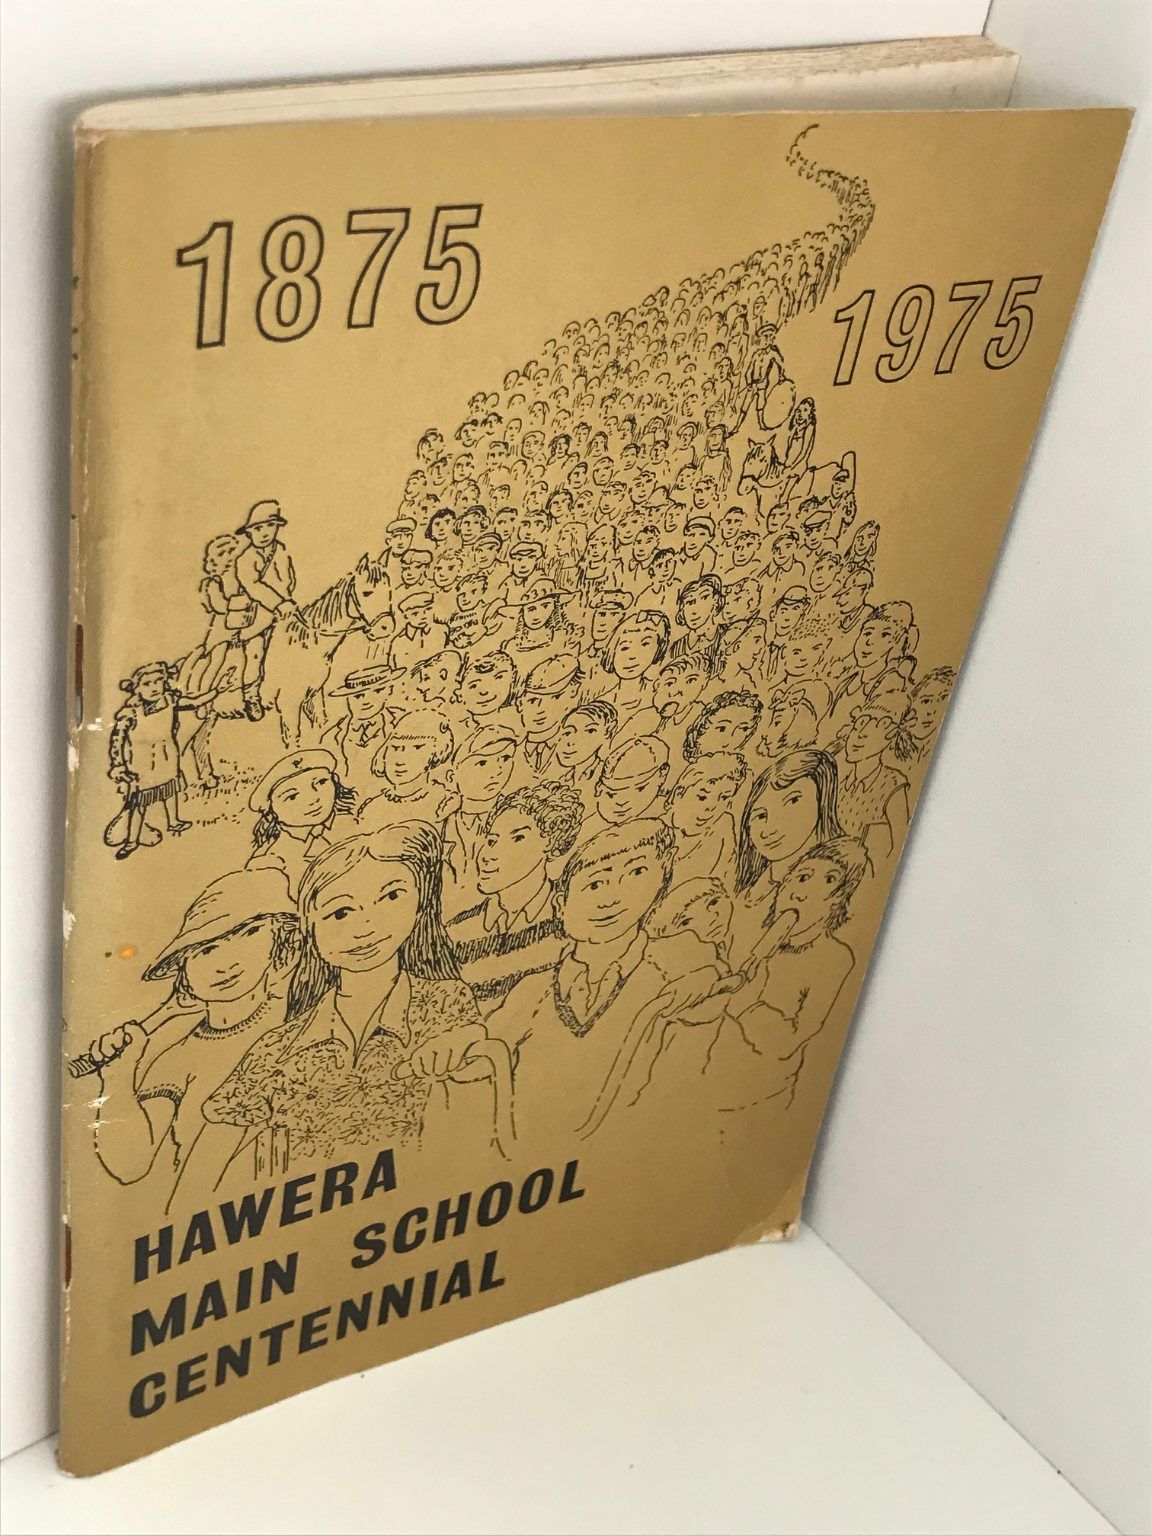 1875
1975
HAWERA
MAIN SCHOOL
CENTENNIAL